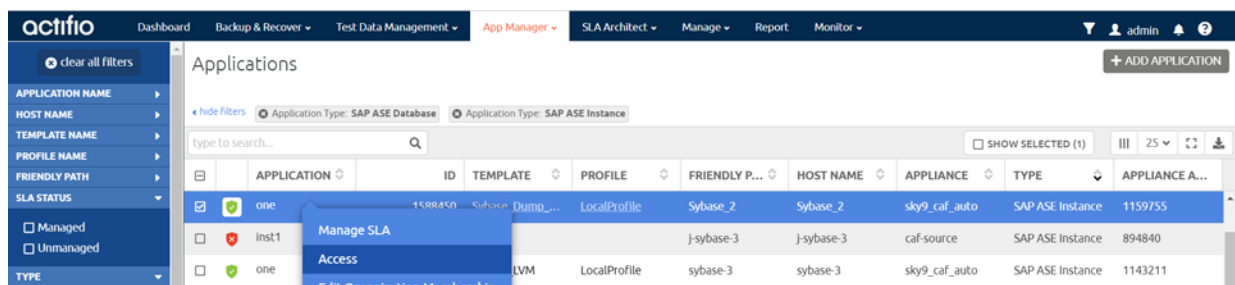 actifio Dashboard Backup & Recover Test Data Management App Manager SLA Architect Manage Report Monitor admin
clear all filters
Applications
+ ADD APPLICATION
APPLICATION NAME
HOST NAME
TEMPLATE NAME
PROFILE NAME
FRIENDLY PATH
SLA STATUS
Managed
Unmanaged
TYPE
hide filters Application Type: SAP ASE Database Application Type: SAP ASE Instance
type to search... SHOW SELECTED (1) 25
APPLICATION ID TEMPLATE PROFILE FRIENDLY P... HOST NAME APPLIANCE TYPE APPLIANCE A...
one 1588450 Sybase_Dump_... LocalProfile Sybase_2 Sybase_2 sky9_caf_auto SAP ASE Instance 1159755
Manage SLA
inst1 j-sybase-3 j-sybase-3 caf-source SAP ASE Instance 894840
Access
one LVM LocalProfile sybase-3 sybase-3 sky9_caf_auto SAP ASE Instance 1143211